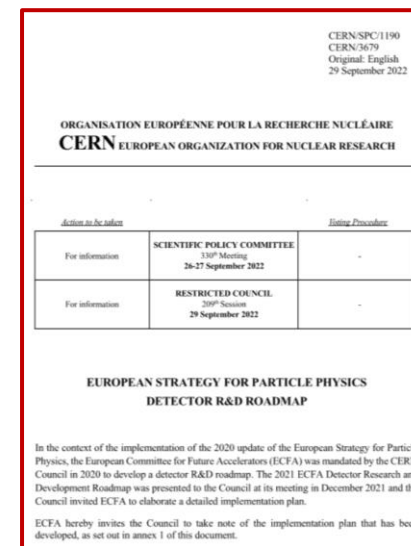 CERN/SPC/1190
CERN/3679
Original: English
29 September 2022
ORGANISATION EUROPÉENNE POUR LA RECHERCHE NUCLÉAIRE
CERN EUROPEAN ORGANIZATION FOR NUCLEAR RESEARCH
Action to be taken Voting Procedure
For information SCIENTIFIC POLICY COMMITTEE -
330th Meeting
26-27 September 2022
For information RESTRICTED COUNCIL -
209th Session
29 September 2022
EUROPEAN STRATEGY FOR PARTICLE PHYSICS
DETECTOR R&D ROADMAP
In the context of the implementation of the 2020 update of the European Strategy for Partic
Physics, the European Committee for Future Accelerators (ECFA) was mandated by the CER
Council in 2020 to develop a detector R&D roadmap. The 2021 ECFA Detector Research an
Development Roadmap was presented to the Council at its meeting in December 2021 and th
Council invited ECFA to elaborate a detailed implementation plan.
ECFA hereby invites the Council to take note of the implementation plan that has bee
developed, as set out in annex 1 of this document.